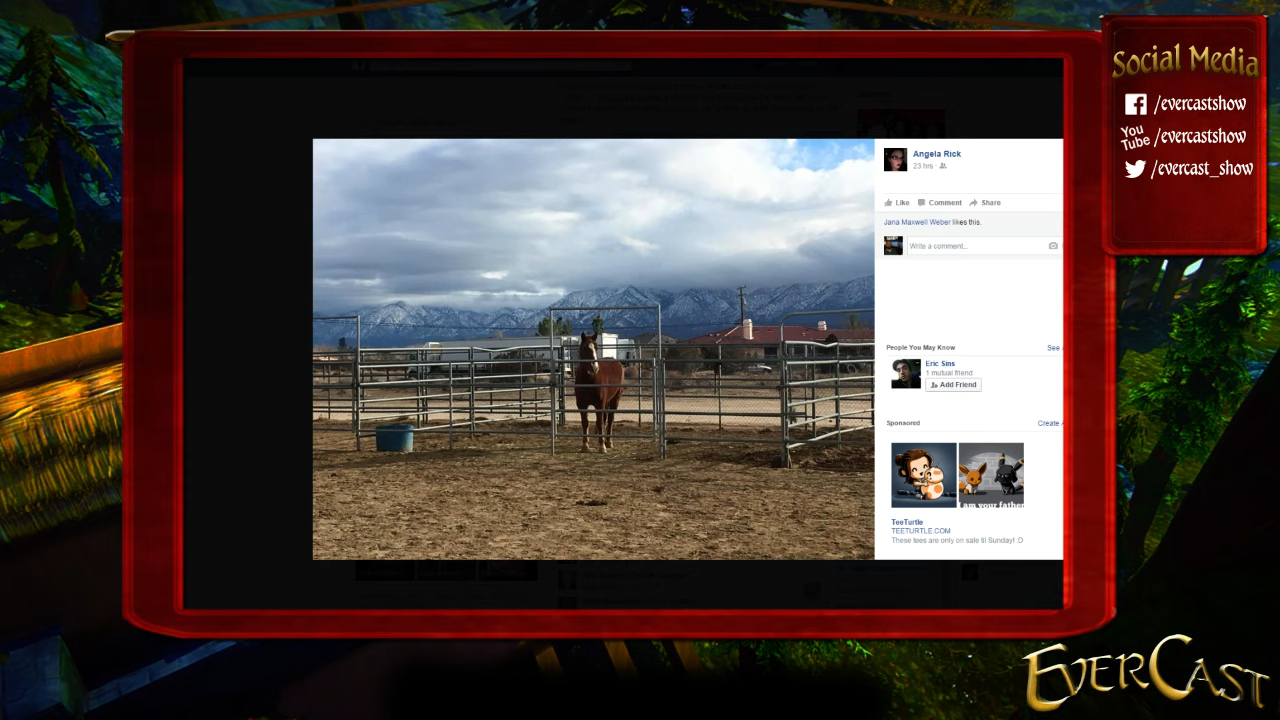 Social Media
/evercastshow
You Tube /evercastshow
/evercast_show
Angela Rick
23 hrs ·
Like Comment Share
Jana Maxwell Weber likes this.
Write a comment...
People You May Know
See
Eric Sins
1 mutual friend
Add Friend
Sponsored
Create
I am your father
TeeTurtle
TEETURTLE.COM
These tees are only on sale til Sunday! :D
EverCast